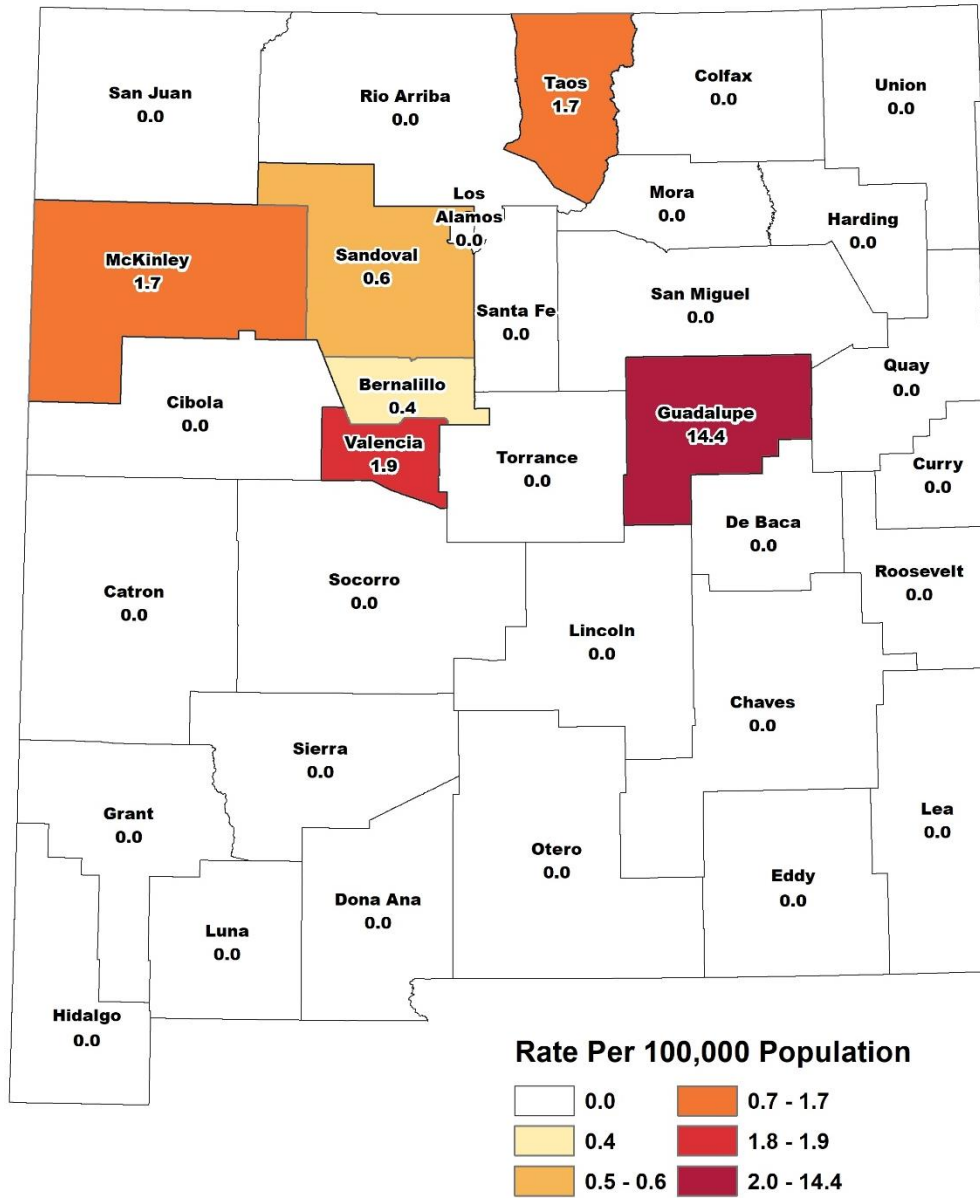 San Juan
0.0
Rio Arriba
0.0
Taos
1.7
Colfax
0.0
Union
0.0
Los
Alamos
0.0
Mora
0.0
Harding
0.0
McKinley
1.7
Sandoval
0.6
Santa Fe
0.0
San Miguel
0.0
Quay
0.0
Cibola
0.0
Bernalillo
0.4
Valencia
1.9
Torrance
0.0
Guadalupe
14.4
Curry
0.0
De Baca
0.0
Roosevelt
0.0
Catron
0.0
Socorro
0.0
Lincoln
0.0
Chaves
0.0
Sierra
0.0
Grant
0.0
Lea
0.0
Otero
0.0
Eddy
0.0
Dona Ana
0.0
Luna
0.0
Hidalgo
0.0
Rate Per 100,000 Population
0.0
0.4
0.5 - 0.6
0.7 - 1.7
1.8 - 1.9
2.0 - 14.4